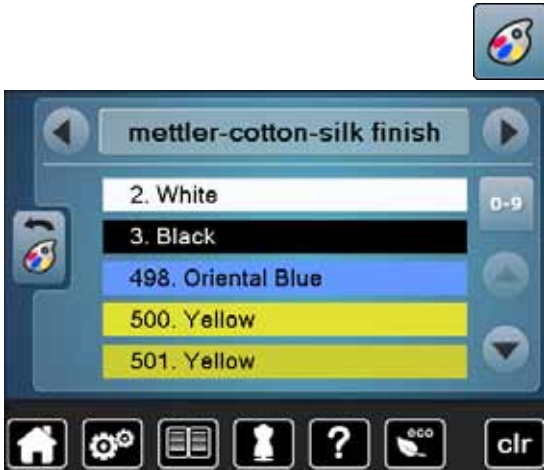 mettler-cotton-silk finish
2. White
0-9
3. Black
498. Oriental Blue
500. Yellow
501. Yellow
?
eco
clr